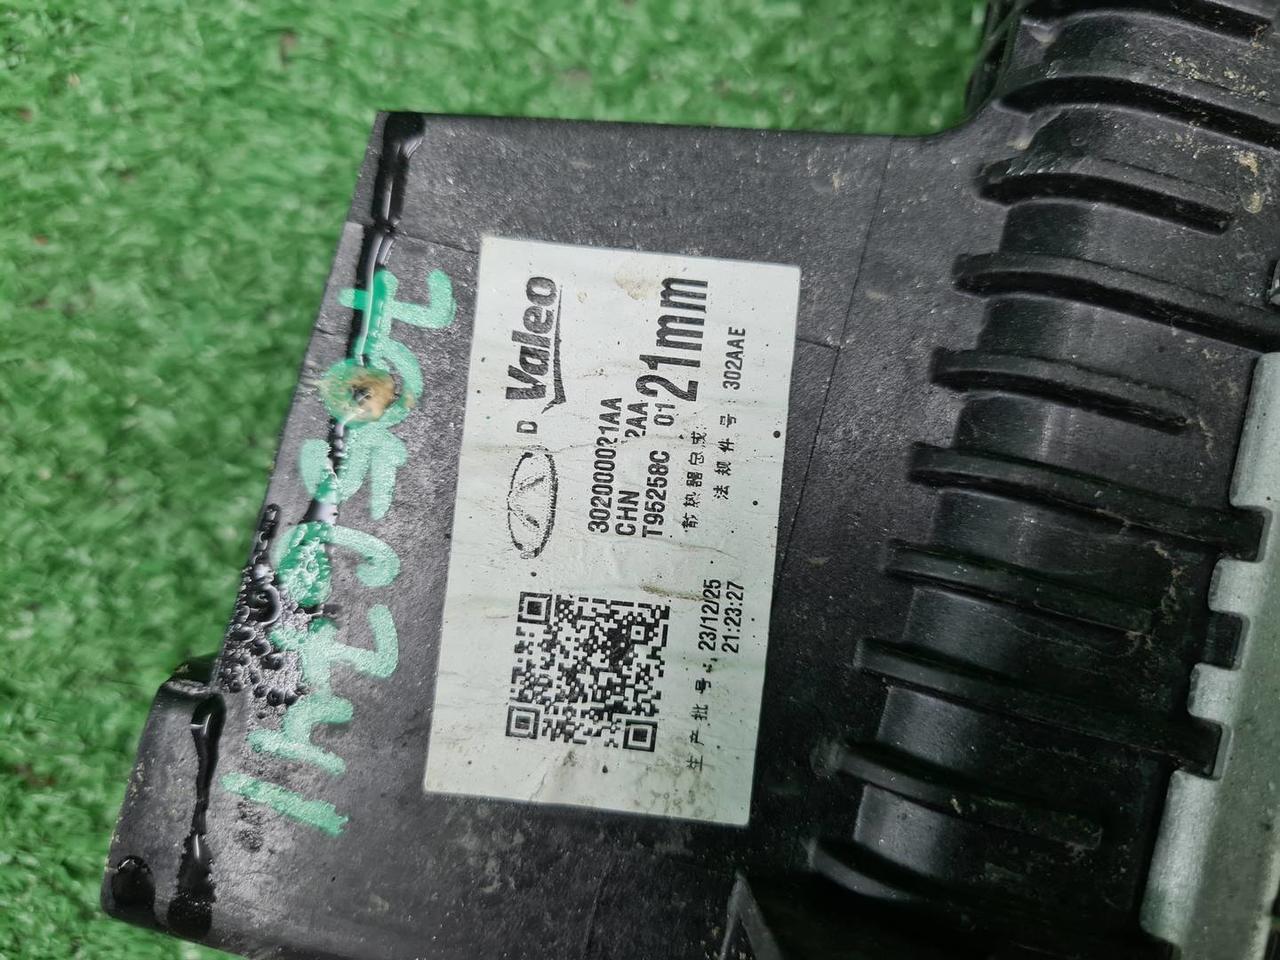 D Valeo
302000021AA
CHN 2AA
T95258C 01
21mm
散热器总成
法规件号: 302AAE
生产批号: 23/12/25
21:23:27